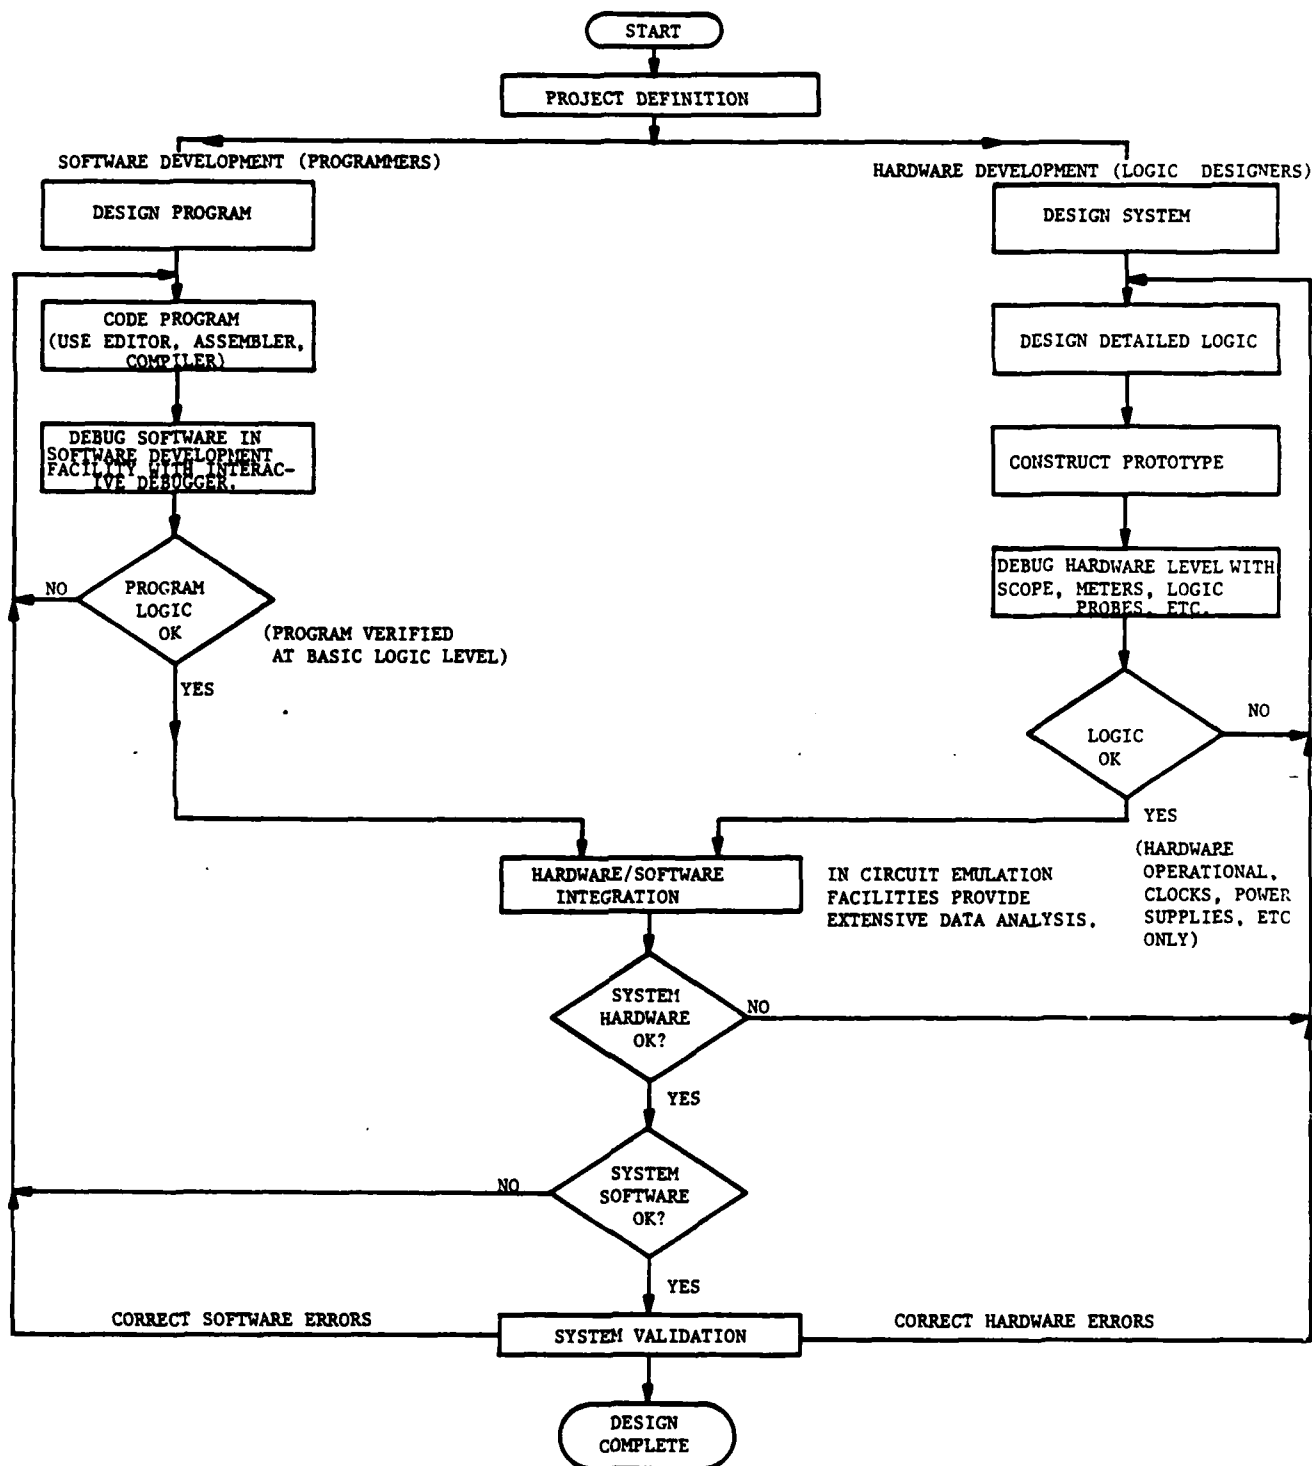 START
PROJECT DEFINITION
SOFTWARE DEVELOPMENT (PROGRAMMERS)
HARDWARE DEVELOPMENT (LOGIC DESIGNERS)
DESIGN PROGRAM
DESIGN SYSTEM
CODE PROGRAM
(USE EDITOR, ASSEMBLER,
COMPILER)
DESIGN DETAILED LOGIC
DEBUG SOFTWARE IN
SOFTWARE DEVELOPMENT
FACILITY WITH INTERAC-
IVE DEBUGGER.
CONSTRUCT PROTOTYPE
DEBUG HARDWARE LEVEL WITH
SCOPE, METERS, LOGIC
PROBES, ETC.
NO
PROGRAM
LOGIC
OK
(PROGRAM VERIFIED
AT BASIC LOGIC LEVEL)
YES
NO
LOGIC
OK
YES
(HARDWARE
OPERATIONAL,
CLOCKS, POWER
SUPPLIES, ETC
ONLY)
HARDWARE/SOFTWARE
INTEGRATION
IN CIRCUIT EMULATION
FACILITIES PROVIDE
EXTENSIVE DATA ANALYSIS.
SYSTEM
HARDWARE
OK?
NO
YES
SYSTEM
SOFTWARE
OK?
NO
YES
CORRECT SOFTWARE ERRORS
SYSTEM VALIDATION
CORRECT HARDWARE ERRORS
DESIGN
COMPLETE